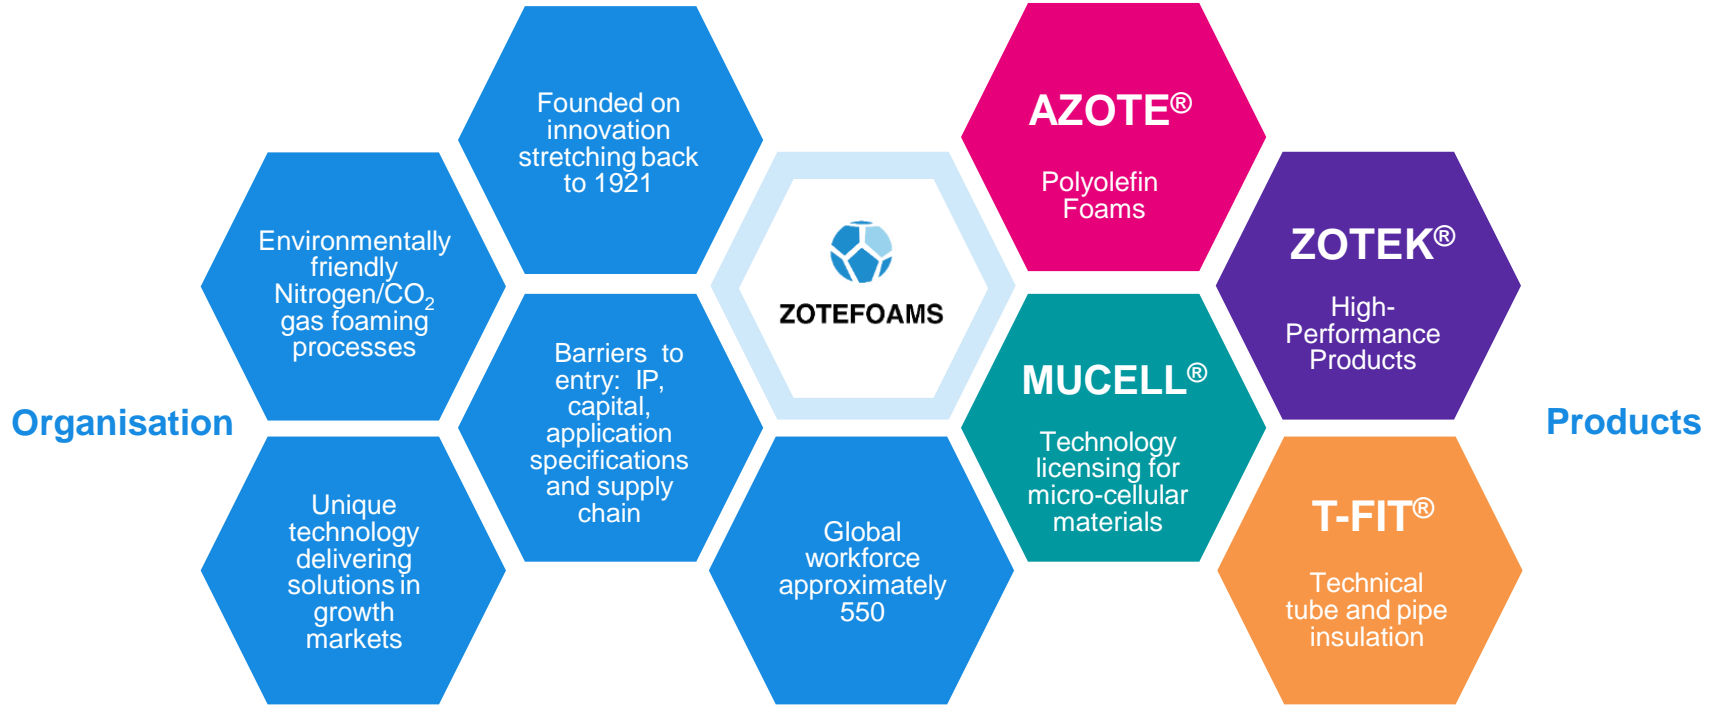 Organisation
Founded on
innovation
stretching back
to 1921
Environmentally
friendly
Nitrogen/CO₂
gas foaming
processes
Barriers to
entry: IP,
capital,
application
specifications
and supply
chain
Unique
technology
delivering
solutions in
growth
markets
Global
workforce
approximately
550
ZOTEFOAMS
AZOTE®
Polyolefin
Foams
ZOTEK®
High-
Performance
Products
MUCELL®
Technology
licensing for
micro-cellular
materials
T-FIT®
Technical
tube and pipe
insulation
Products